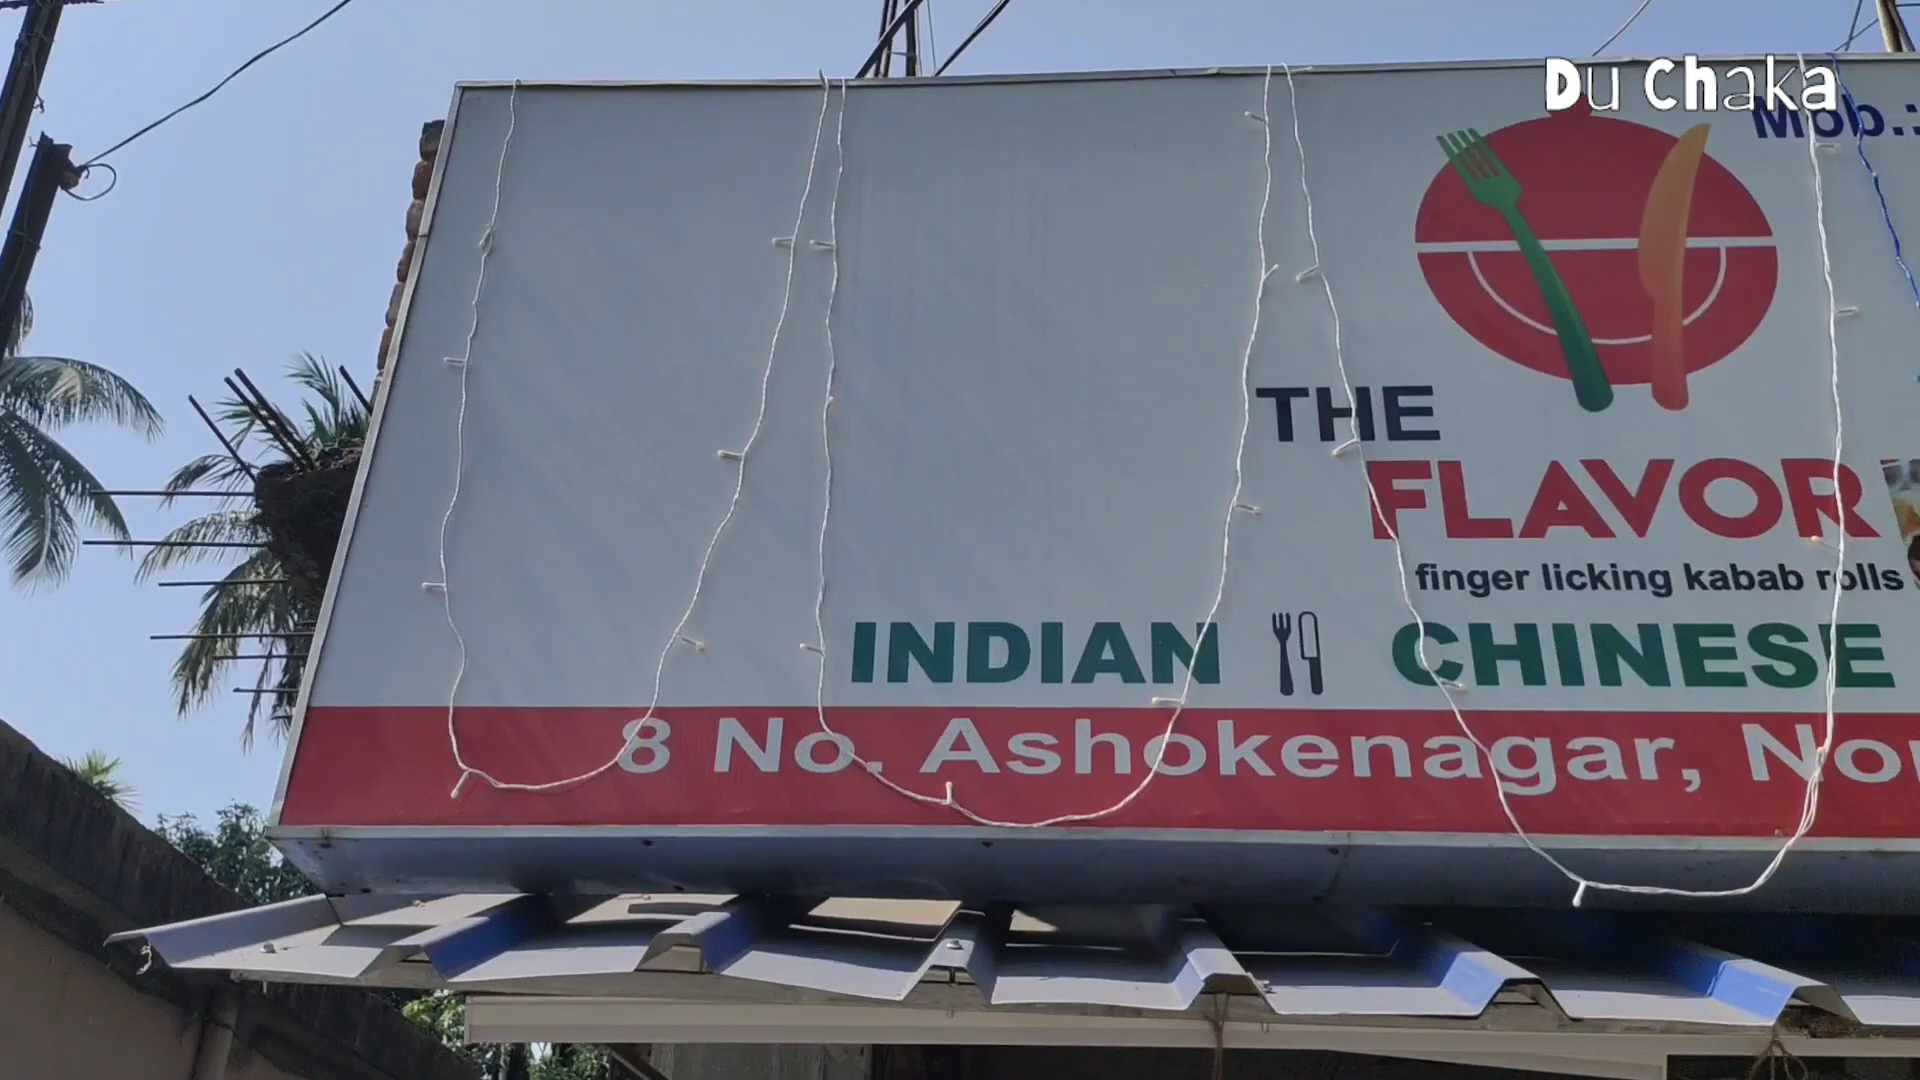 Du Chaka
Mob.:
THE
FLAVOR
finger licking kabab rolls
INDIAN CHINESE
8 No. Ashokenagar,